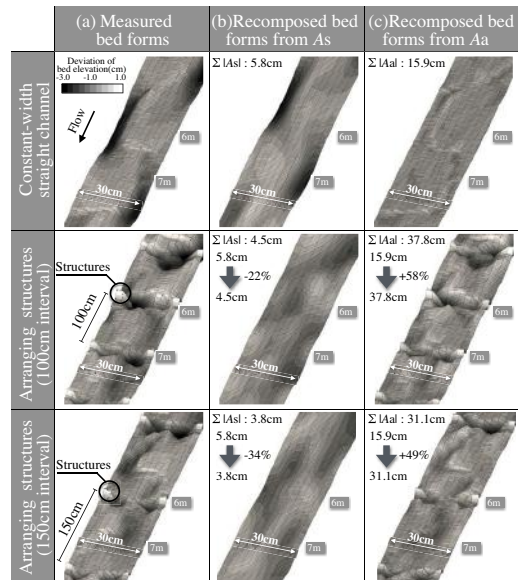 (a) Measured
bed forms
(b)Recomposed bed
forms from As
(c)Recomposed bed
forms from Aa
Constant-width
straight channel
Deviation of
bed elevation(cm)
-3.0 -1.0 1.0
Flow
6m
7m
30cm
Σ |As| : 5.8cm
6m
7m
30cm
Σ |Aa| : 15.9cm
6m
7m
30cm
Arranging structures
(100cm interval)
Structures
100cm
6m
7m
30cm
Σ |As| : 4.5cm
5.8cm
-22%
4.5cm
6m
7m
30cm
Σ |Aa| : 37.8cm
15.9cm
+58%
37.8cm
6m
7m
30cm
Arranging structures
(150cm interval)
Structures
150cm
6m
7m
30cm
Σ |As| : 3.8cm
5.8cm
-34%
3.8cm
6m
7m
30cm
Σ |Aa| : 31.1cm
15.9cm
+49%
31.1cm
6m
7m
30cm